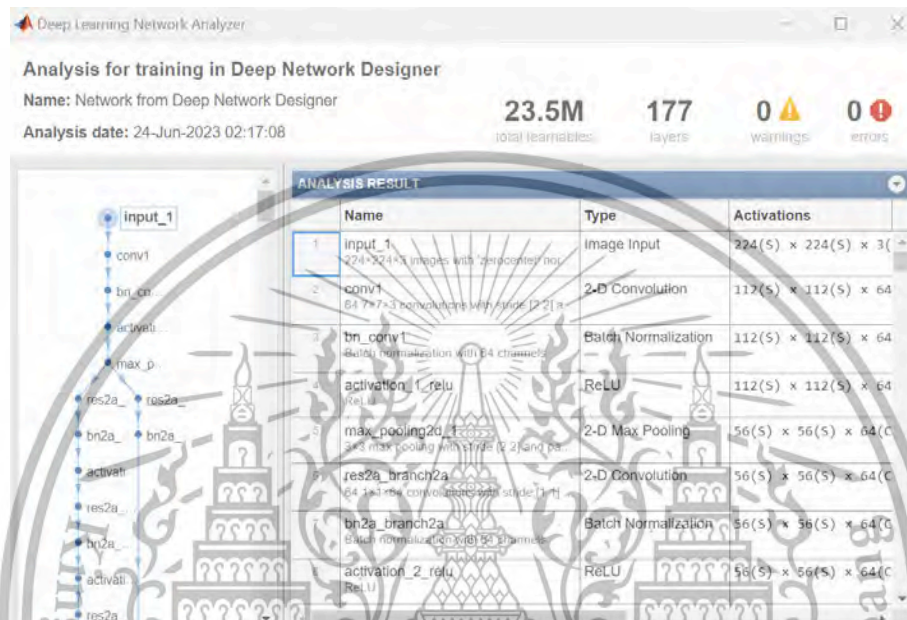 Deep Learning Network Analyzer
Analysis for training in Deep Network Designer
Name: Network from Deep Network Designer
Analysis date: 24-Jun-2023 02:17:08
23.5M
total learnables
177
layers
0
warnings
0
errors
input_1
conv1
bn_co...
activati...
max_p...
res2a_... res2a_...
bn2a_... bn2a_...
activati...
res2a_...
bn2a_...
activati...
res2a_...
ANALYSIS RESULT
Name Type Activations
1 input_1 Image Input 224(S) × 224(S) × 3(
224×224×3 images with 'zerocenter' nor...
2 conv1 2-D Convolution 112(S) × 112(S) × 64
64 7×7×3 convolutions with stride [2 2] a...
3 bn_conv1 Batch Normalization 112(S) × 112(S) × 64
Batch normalization with 64 channels
4 activation_1_relu ReLU 112(S) × 112(S) × 64
ReLU
5 max_pooling2d_1 2-D Max Pooling 56(S) × 56(S) × 64(C
3×3 max pooling with stride [2 2] and pa...
6 res2a_branch2a 2-D Convolution 56(S) × 56(S) × 64(C
64 1×1×64 convolutions with stride [1 1] ...
7 bn2a_branch2a Batch Normalization 56(S) × 56(S) × 64(C
Batch normalization with 64 channels
8 activation_2_relu ReLU 56(S) × 56(S) × 64(C
ReLU